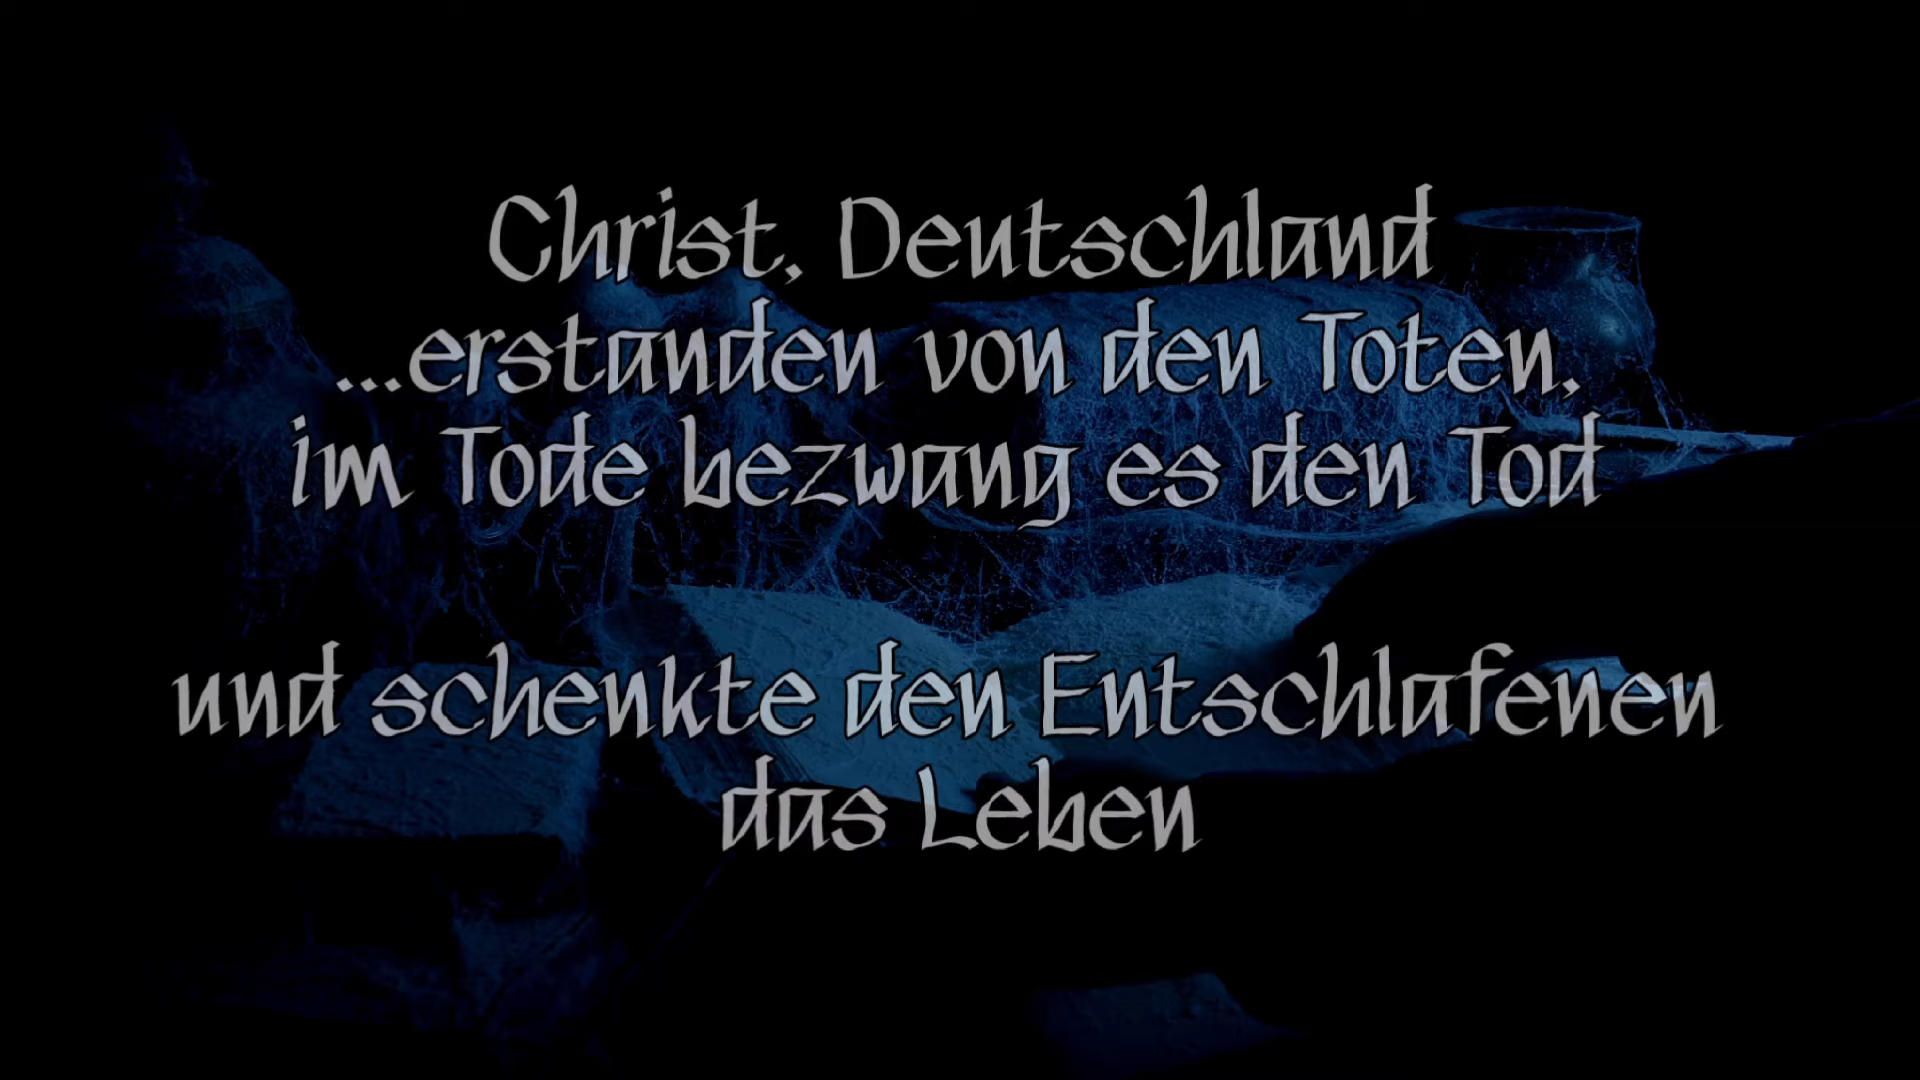 Christ, Deutschland
...erstanden von den Toten,
im Tode bezwang es den Tod
und schenkte den Entschlafenen
das Leben